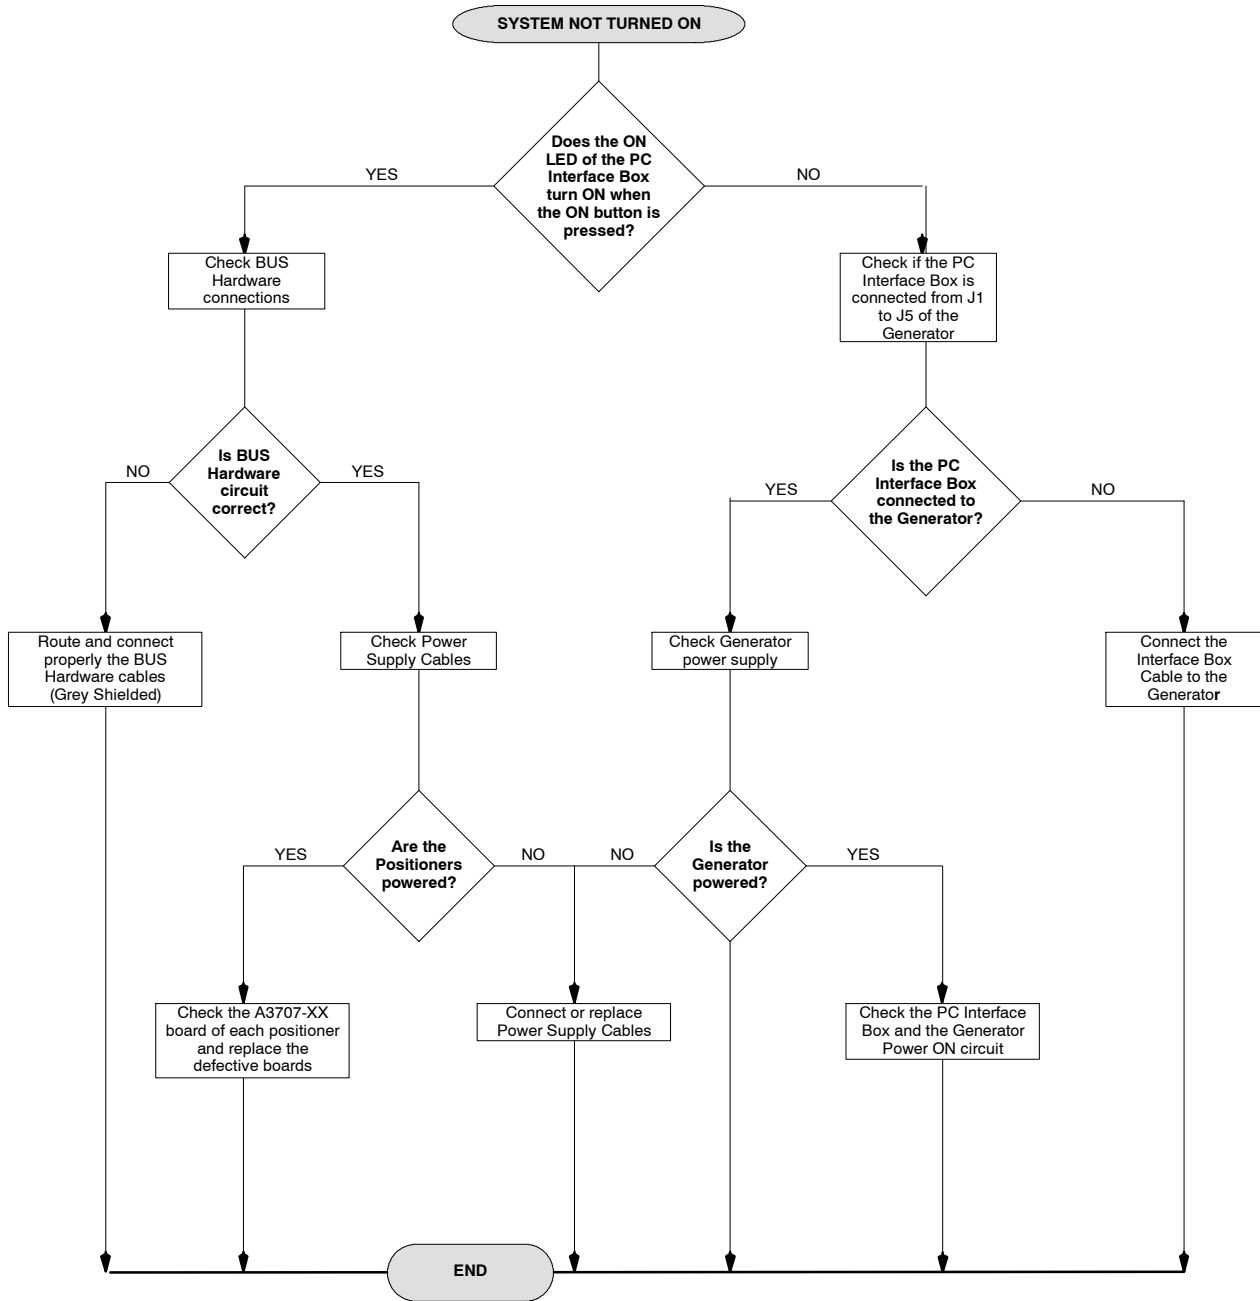 SYSTEM NOT TURNED ON
Does the ON
LED of the PC
Interface Box
turn ON when
the ON button is
pressed?
YES
NO
Check BUS
Hardware
connections
Check if the PC
Interface Box is
connected from J1
to J5 of the
Generator
Is BUS
Hardware
circuit
correct?
NO
YES
Is the PC
Interface Box
connected to
the Generator?
YES
NO
Route and connect
properly the BUS
Hardware cables
(Grey Shielded)
Check Power
Supply Cables
Check Generator
power supply
Connect the
Interface Box
Cable to the
Generator
Are the
Positioners
powered?
YES
NO
Is the
Generator
powered?
NO
YES
Check the A3707-XX
board of each positioner
and replace the
defective boards
Connect or replace
Power Supply Cables
Check the PC Interface
Box and the Generator
Power ON circuit
END